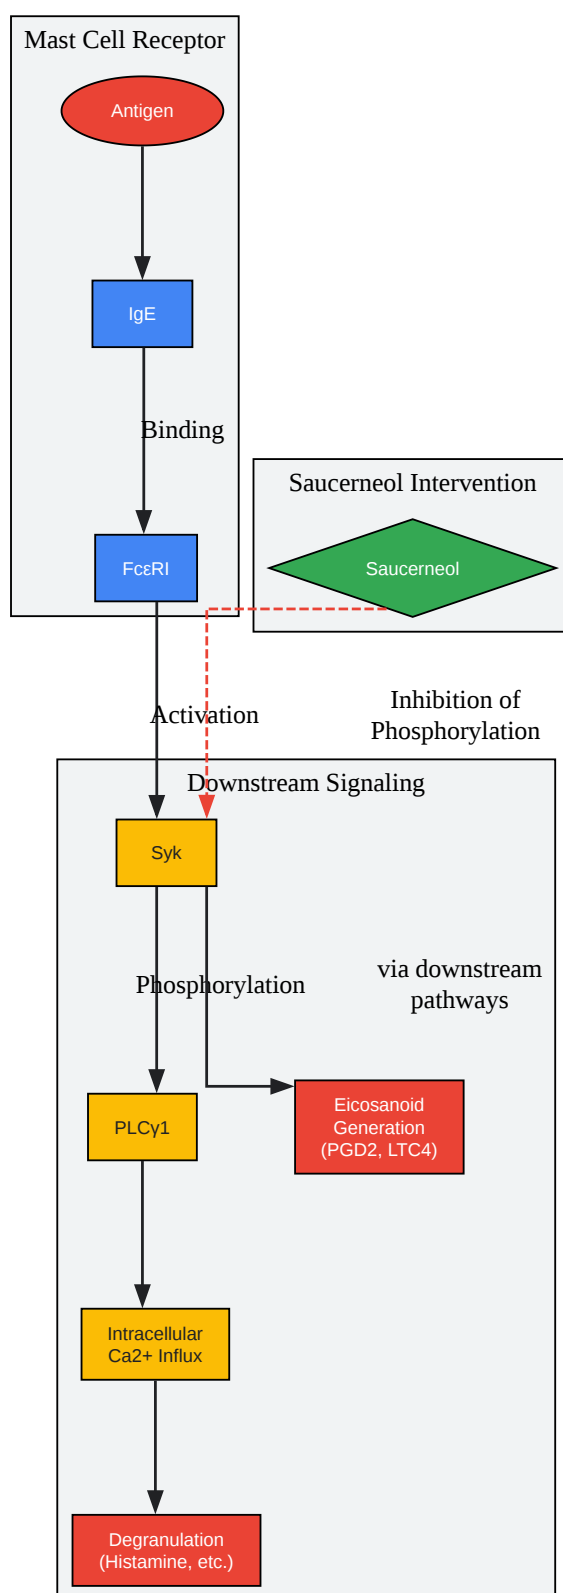 Mast Cell Receptor
Antigen
IgE
Binding
Saucerneol Intervention
FcεRI
Saucerneol
Activation
Inhibition of
Phosphorylation
Downstream Signaling
Syk
Phosphorylation
via downstream
pathways
PLCγ1
Eicosanoid
Generation
(PGD2, LTC4)
Intracellular
Ca2+ Influx
Degranulation
(Histamine, etc.)